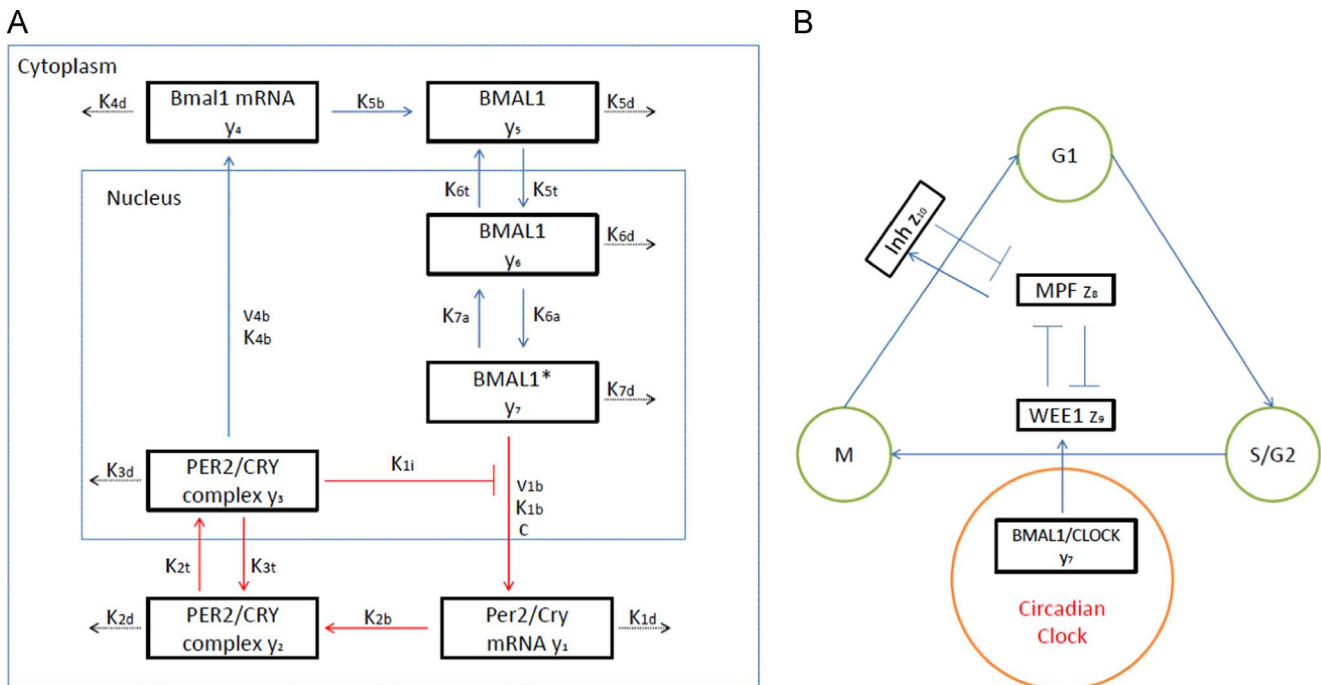 A
Cytoplasm
K4d
Bmal1 mRNA
y₄
K5b
BMAL1
y₅
K5d
Nucleus
K6t
K5t
BMAL1
y₆
K6d
K7a
K6a
v4b
K4b
BMAL1*
y₇
K7d
K3d
PER2/CRY
complex y₃
K1i
v1b
K1b
c
K2t
K3t
K2d
PER2/CRY
complex y₂
K2b
Per2/Cry
mRNA y₁
K1d
B
G1
Inh z₁₀
MPF z₈
WEE1 z₉
M
S/G2
BMAL1/CLOCK
y₇
Circadian
Clock